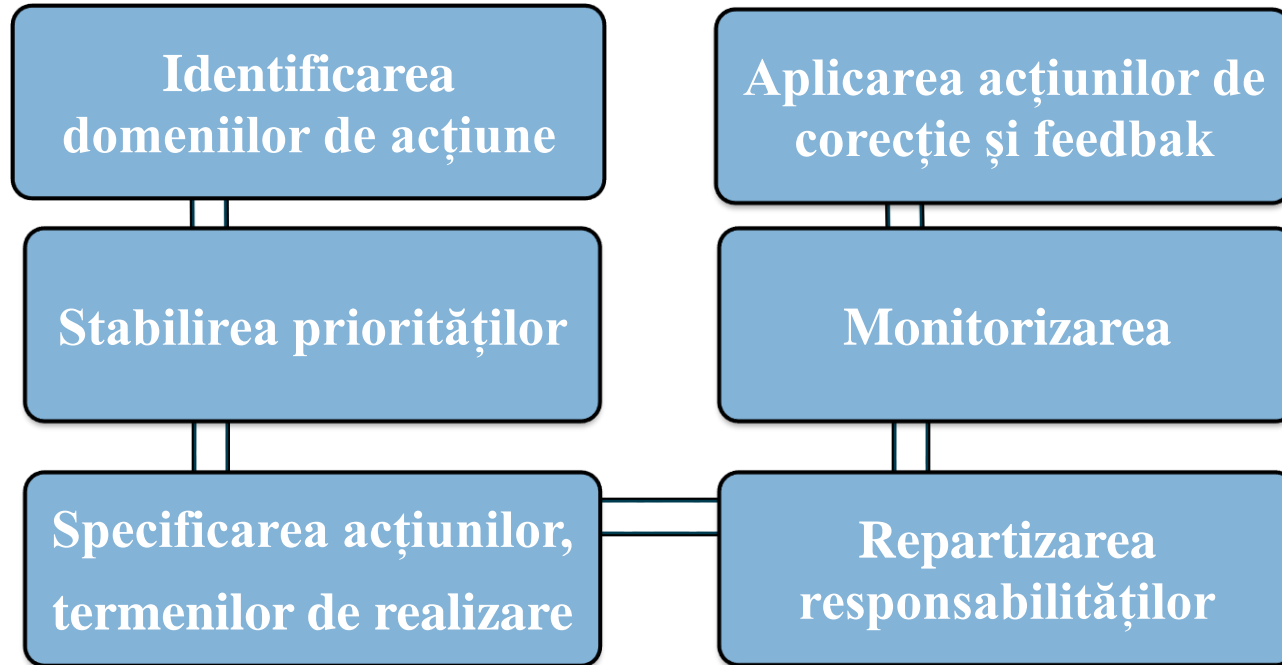 Identificarea
domeniilor de acțiune
Stabilirea priorităților
Specificarea acțiunilor,
termenilor de realizare
Repartizarea
responsabilităților
Monitorizarea
Aplicarea acțiunilor de
corecție și feedbak